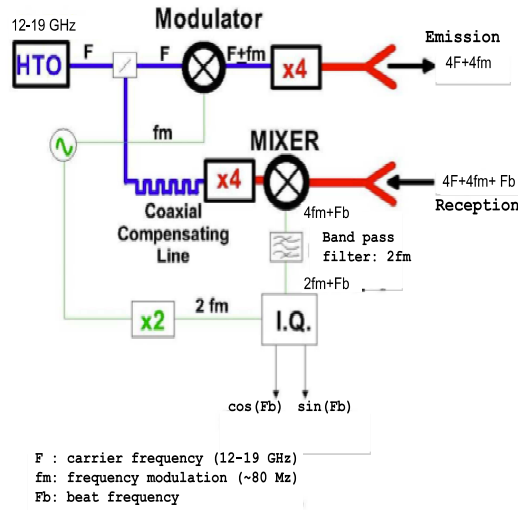 Modulator
12-19 GHz
Emission
HTO
F
F
F±fm
x4
4F+4fm
fm
MIXER
x4
4F+4fm+ Fb
Reception
4fm+Fb
Coaxial
Compensating
Line
Band pass
filter: 2fm
2fm+Fb
x2
2 fm
I.Q.
cos(Fb)
sin(Fb)
F : carrier frequency (12-19 GHz)
fm: frequency modulation (~80 Mz)
Fb: beat frequency